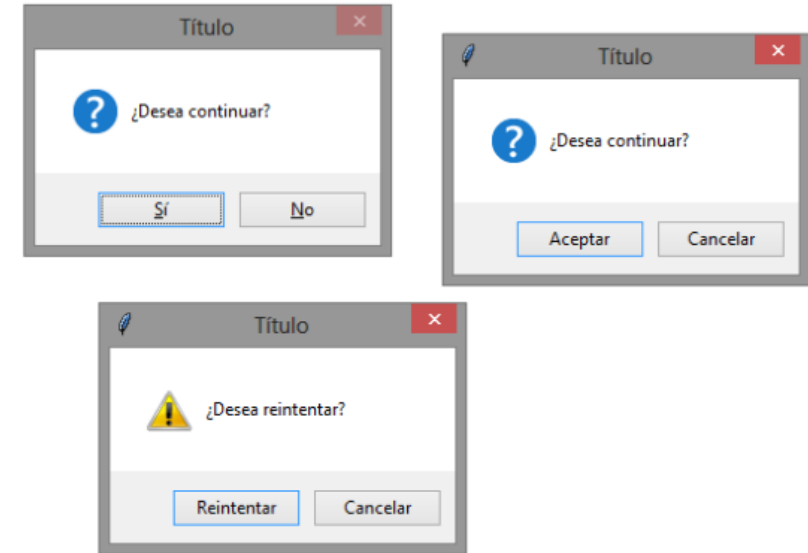 Título
¿Desea continuar?
Sí No
Título
¿Desea continuar?
Aceptar Cancelar
Título
¿Desea reintentar?
Reintentar Cancelar